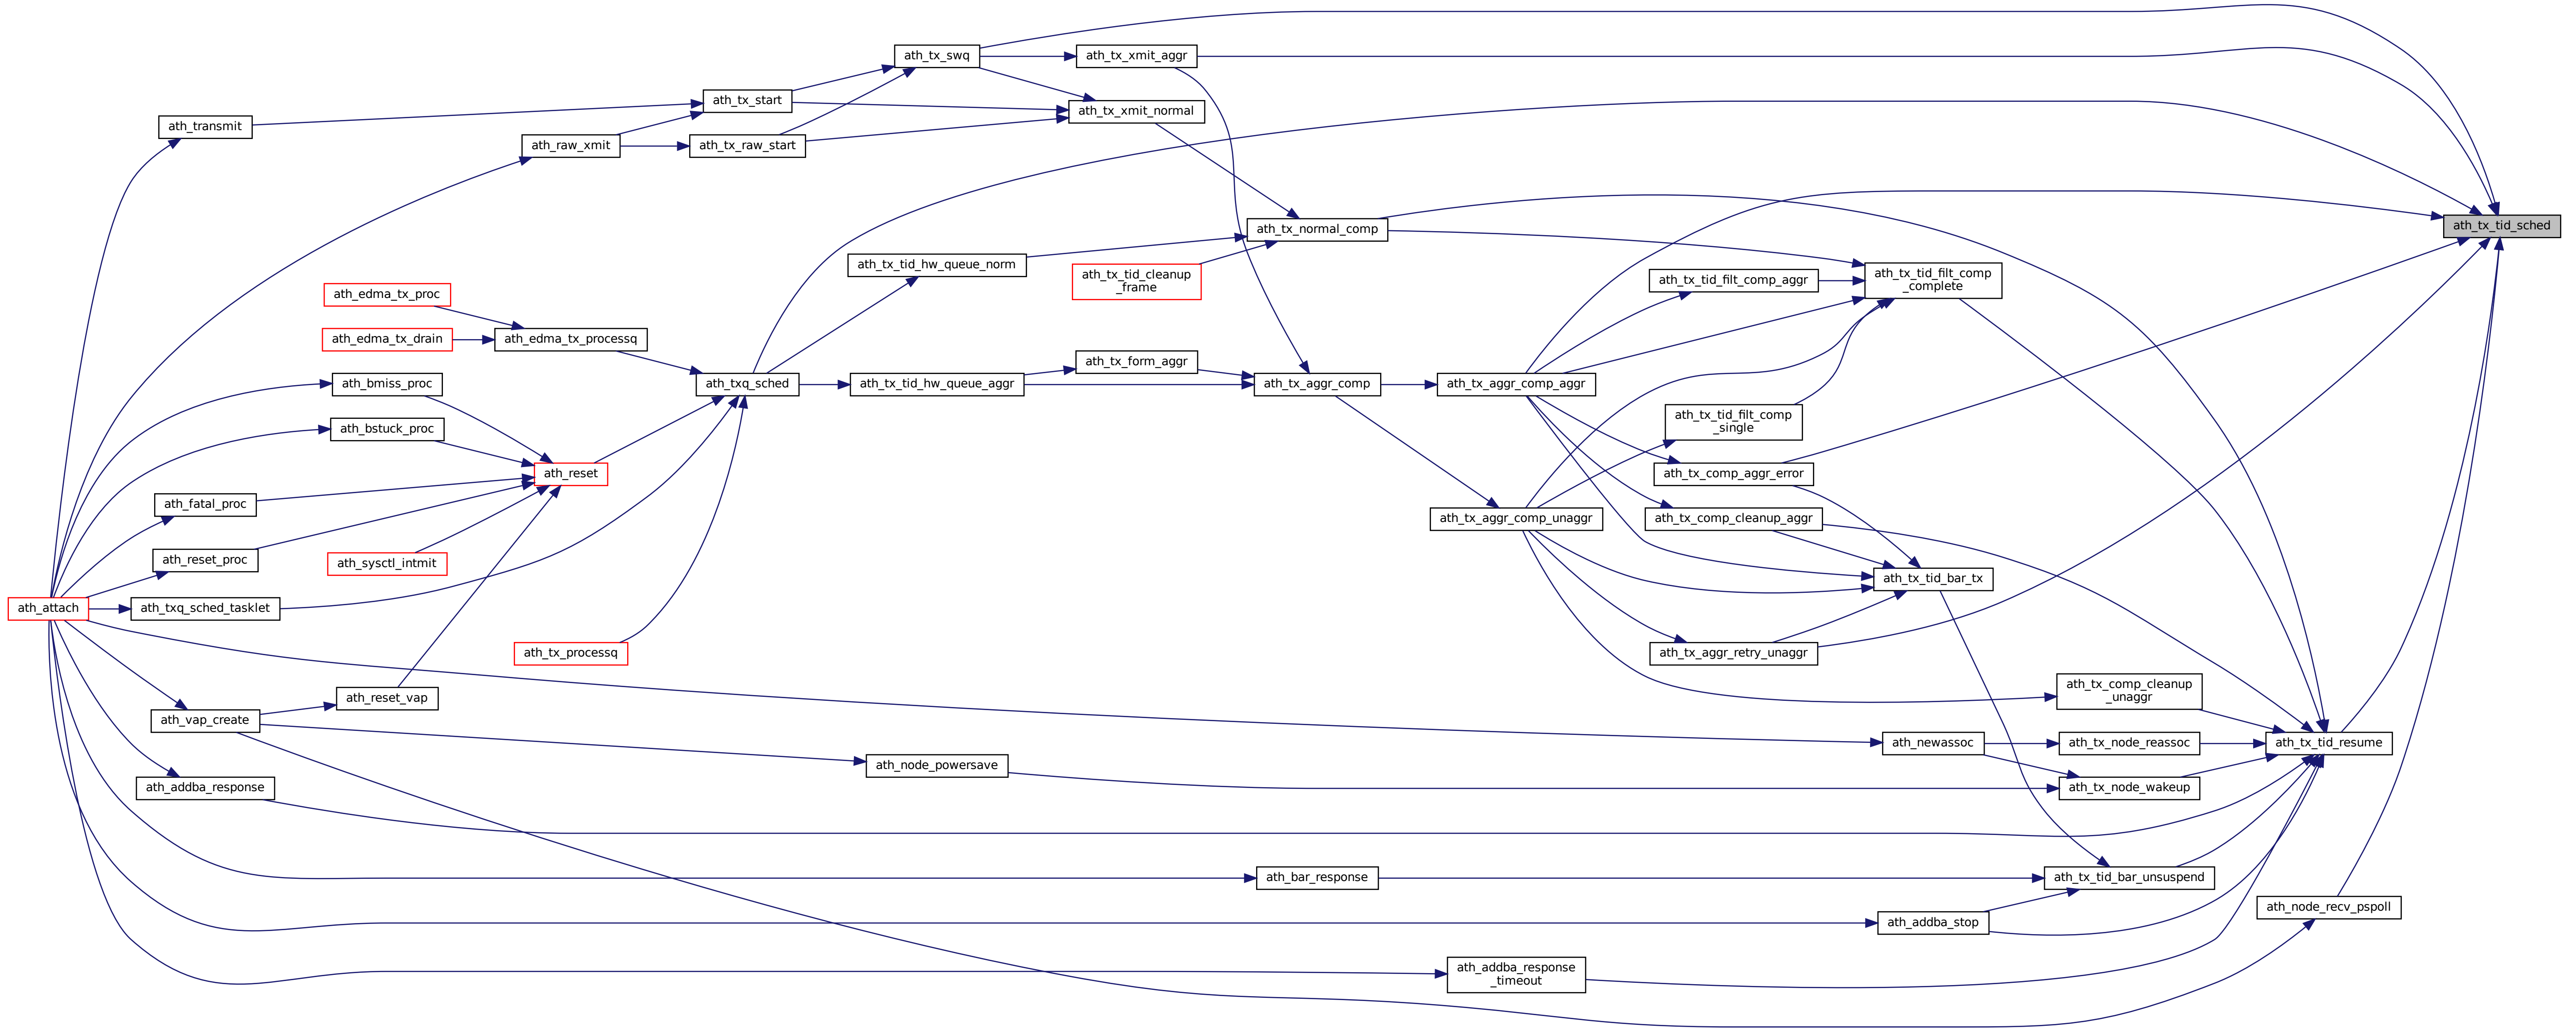 ath_tx_swq
ath_tx_xmit_aggr
ath_tx_start
ath_tx_xmit_normal
ath_transmit
ath_raw_xmit
ath_tx_raw_start
ath_tx_normal_comp
ath_tx_tid_sched
ath_tx_tid_hw_queue_norm
ath_tx_tid_cleanup
_frame
ath_tx_tid_filt_comp_aggr
ath_tx_tid_filt_comp
_complete
ath_edma_tx_proc
ath_edma_tx_drain
ath_edma_tx_processq
ath_tx_form_aggr
ath_bmiss_proc
ath_txq_sched
ath_tx_tid_hw_queue_aggr
ath_tx_aggr_comp
ath_tx_aggr_comp_aggr
ath_bstuck_proc
ath_tx_tid_filt_comp
_single
ath_reset
ath_tx_comp_aggr_error
ath_fatal_proc
ath_tx_aggr_comp_unaggr
ath_tx_comp_cleanup_aggr
ath_reset_proc
ath_sysctl_intmit
ath_tx_tid_bar_tx
ath_attach
ath_txq_sched_tasklet
ath_tx_processq
ath_tx_aggr_retry_unaggr
ath_reset_vap
ath_tx_comp_cleanup
_unaggr
ath_vap_create
ath_newassoc
ath_tx_node_reassoc
ath_tx_tid_resume
ath_node_powersave
ath_addba_response
ath_tx_node_wakeup
ath_bar_response
ath_tx_tid_bar_unsuspend
ath_node_recv_pspoll
ath_addba_stop
ath_addba_response
_timeout